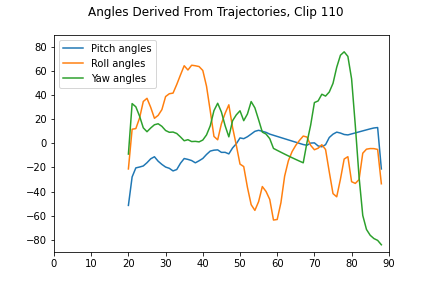 Angles Derived From Trajectories, Clip 110
Pitch angles
Roll angles
Yaw angles
80
60
40
20
0
−20
−40
−60
−80
0 10 20 30 40 50 60 70 80 90